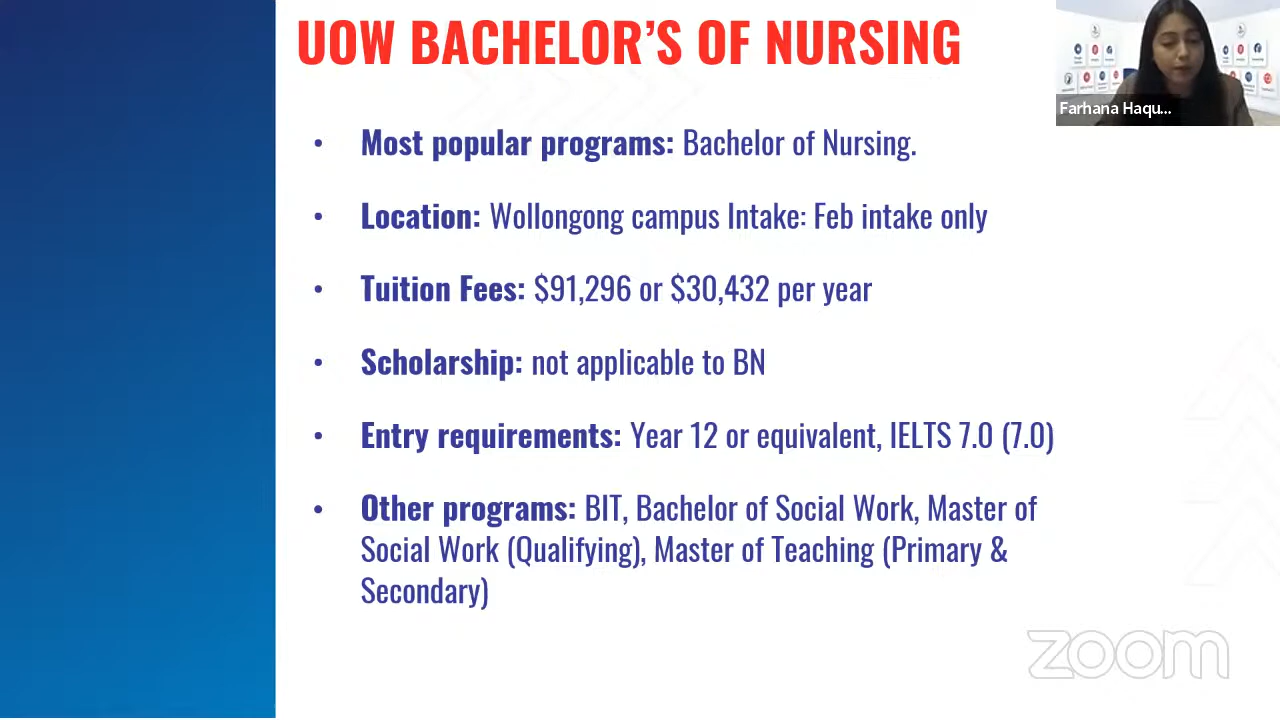 UOW BACHELOR’S OF NURSING
Farhana Haqu...
• Most popular programs: Bachelor of Nursing.
• Location: Wollongong campus Intake: Feb intake only
• Tuition Fees: $91,296 or $30,432 per year
• Scholarship: not applicable to BN
• Entry requirements: Year 12 or equivalent, IELTS 7.0 (7.0)
• Other programs: BIT, Bachelor of Social Work, Master of
Social Work (Qualifying), Master of Teaching (Primary &
Secondary)
zoom